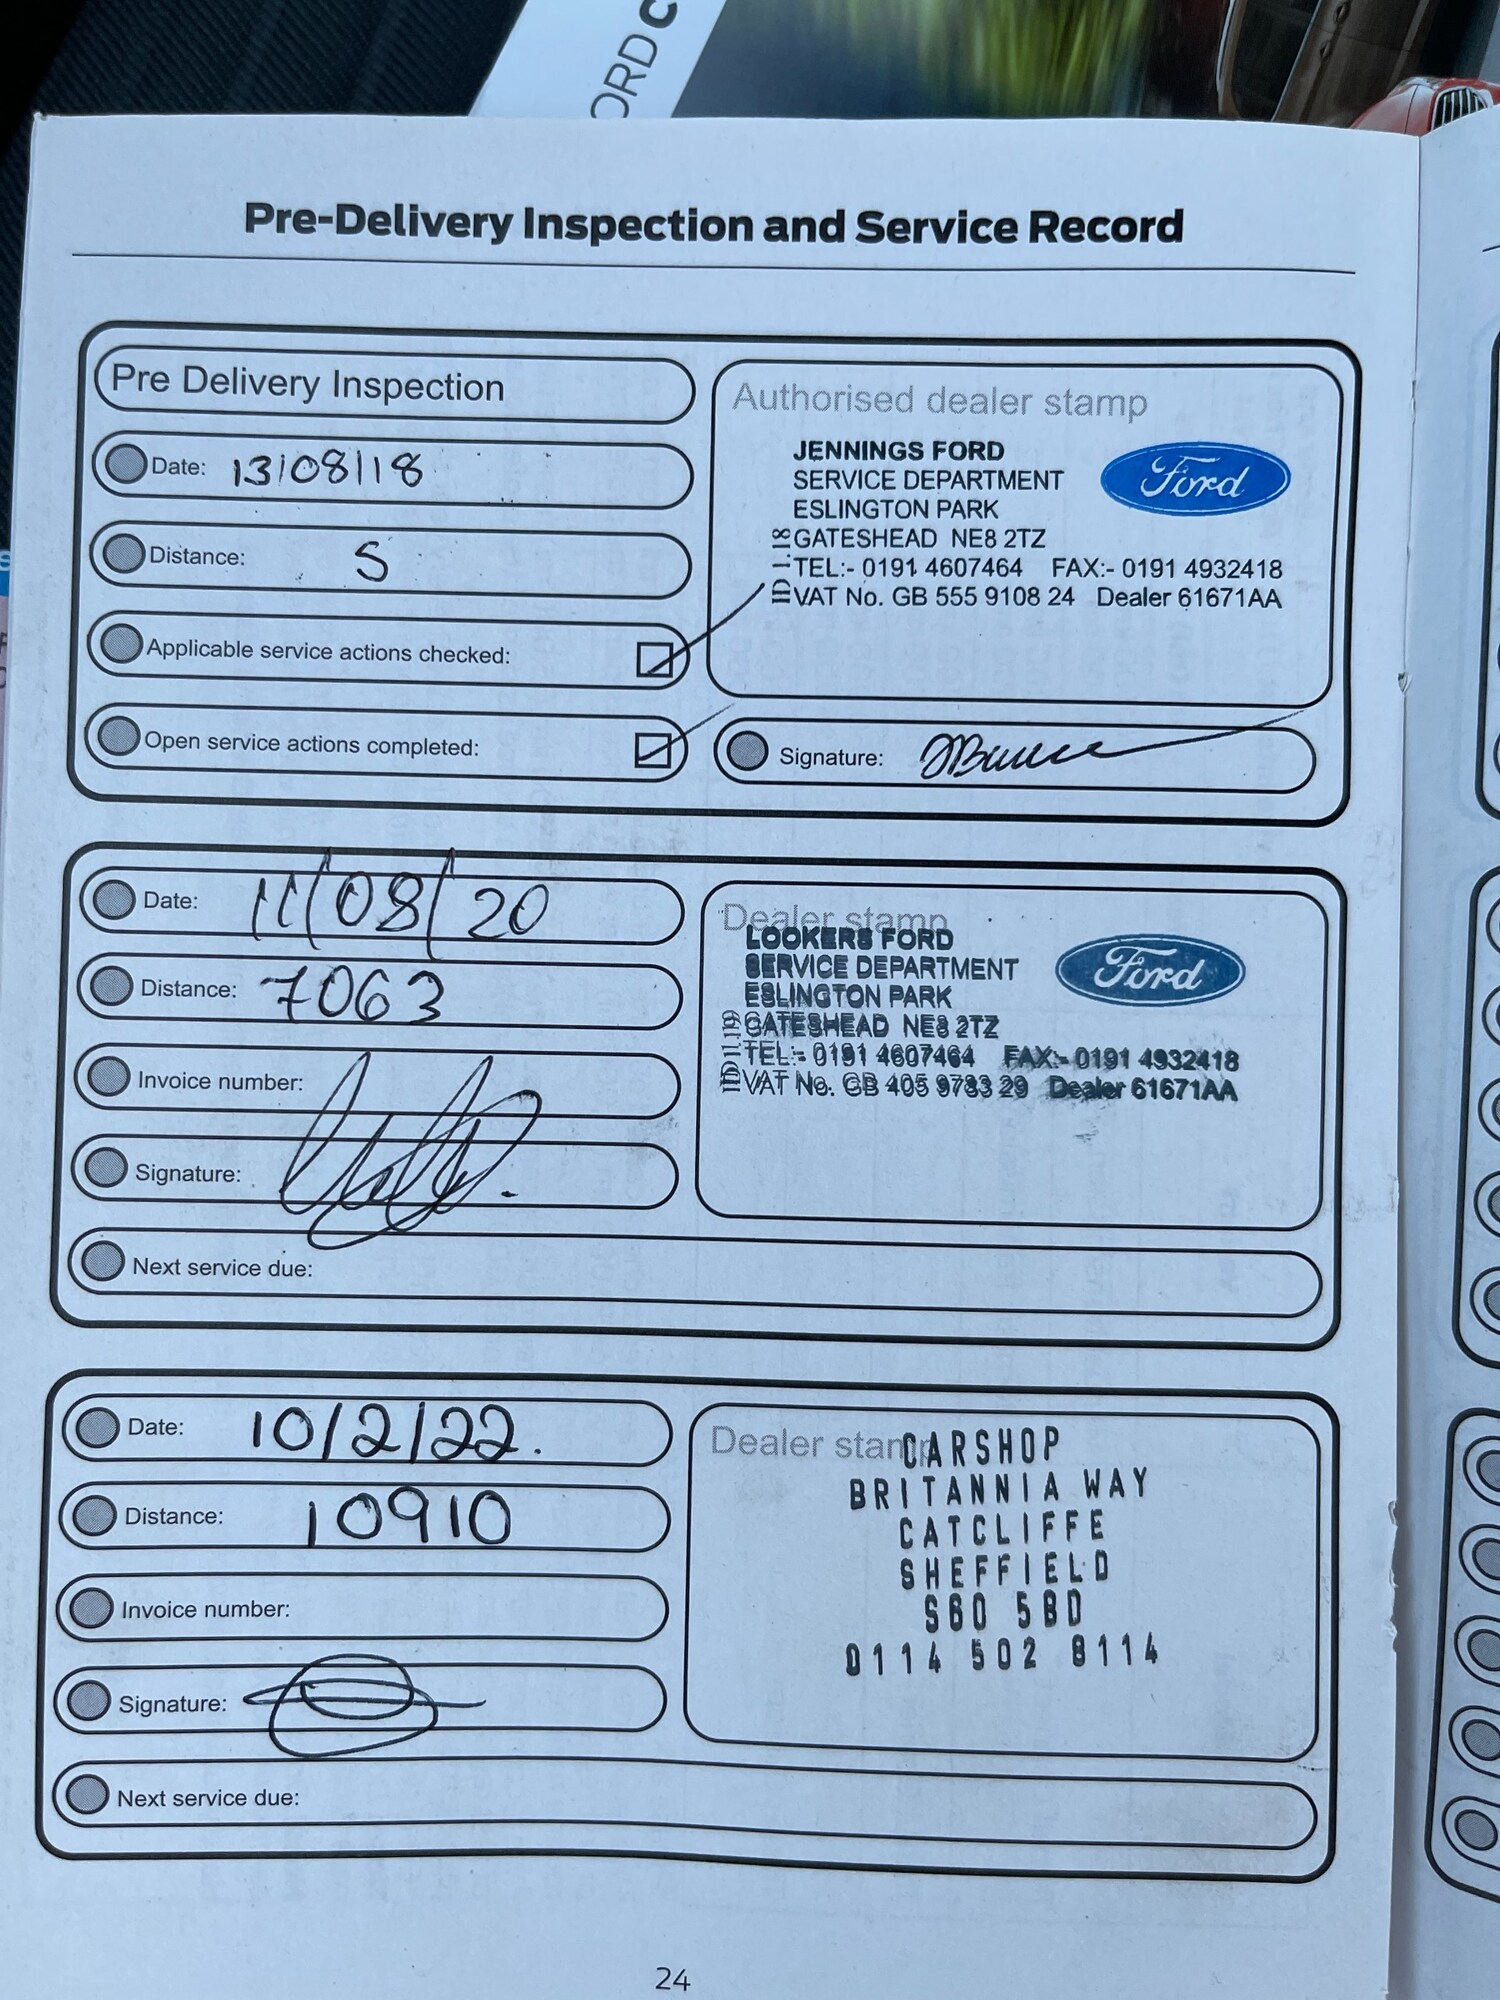 ORD C
Pre-Delivery Inspection and Service Record
Pre Delivery Inspection
Date: 13/08/18
Distance: 5
Applicable service actions checked:
Open service actions completed:
Authorised dealer stamp
JENNINGS FORD
SERVICE DEPARTMENT
ESLINGTON PARK
GATESHEAD NE8 2TZ
TEL:- 0191 4607464 FAX:- 0191 4932418
VAT No. GB 555 9108 24 Dealer 61671AA
Ford
Signature:
Date: 11/08/20
Distance: 7063
Invoice number:
Signature:
Next service due:
Dealer stamp
LOOKERS FORD
SERVICE DEPARTMENT
ESLINGTON PARK
GATESHEAD NE8 2TZ
TEL:- 0191 4607464 FAX:- 0191 4932418
VAT No. GB 405 9783 29 Dealer 61671AA
Ford
Date: 10/2/22.
Distance: 10910
Invoice number:
Signature:
Next service due:
Dealer stamp
CARSHOP
BRITANNIA WAY
CATCLIFFE
SHEFFIELD
S60 5BD
0114 502 8114
24